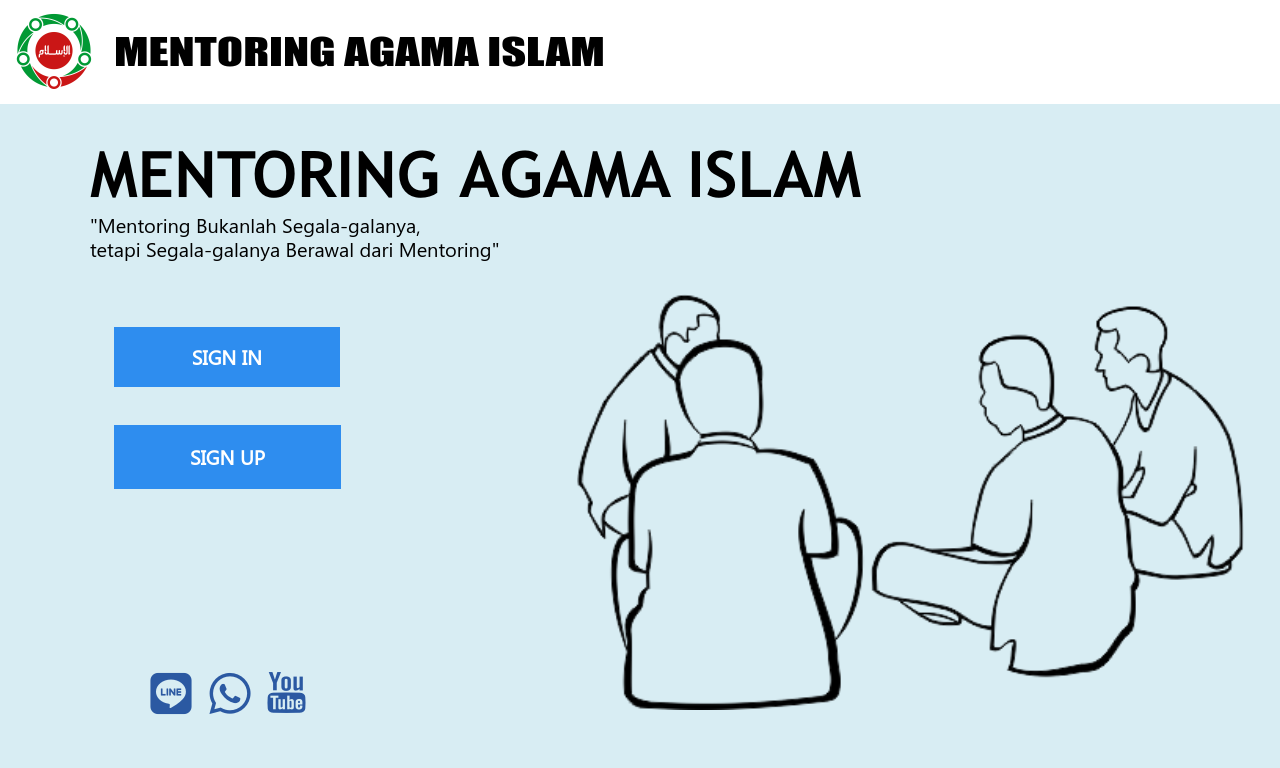 الإسلام
MENTORING AGAMA ISLAM
MENTORING AGAMA ISLAM
"Mentoring Bukanlah Segala-galanya,
tetapi Segala-galanya Berawal dari Mentoring"
SIGN IN
SIGN UP
LINE
You
Tube